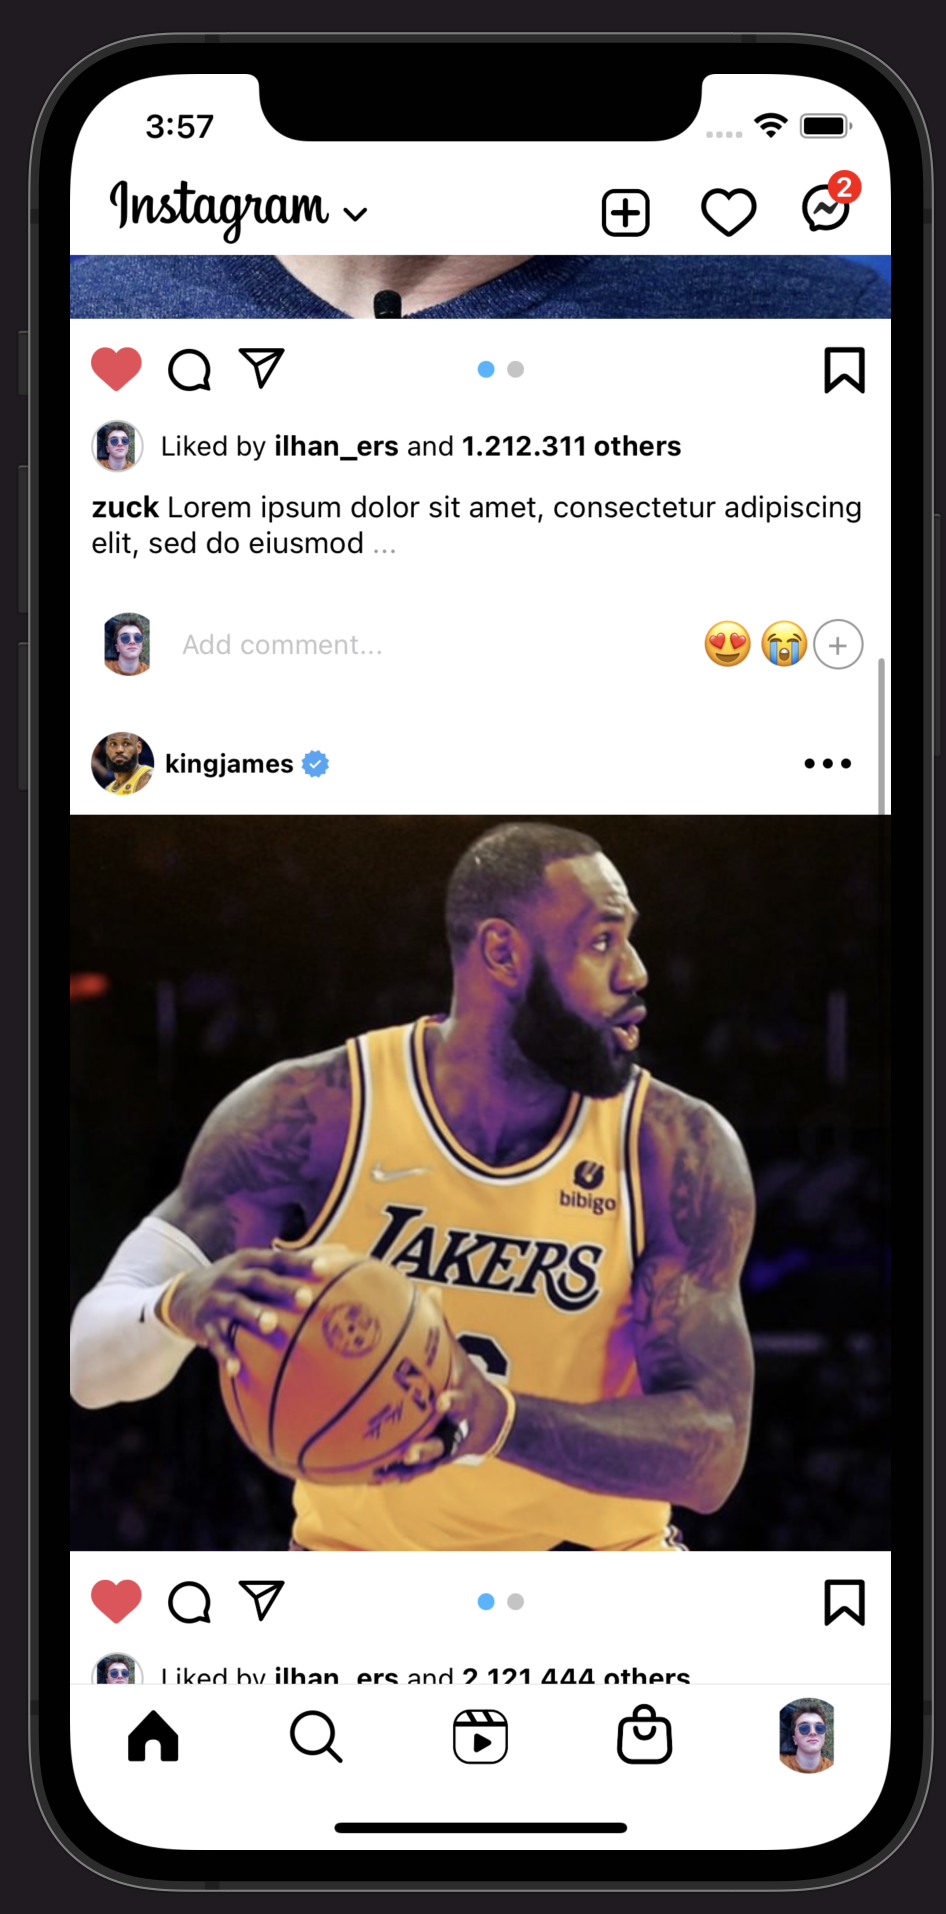 3:57
Instagram
2
Liked by ilhan_ers and 1.212.311 others
zuck Lorem ipsum dolor sit amet, consectetur adipiscing
elit, sed do eiusmod ...
Add comment...
kingjames
bibigo
LAKERS
6
Liked by ilhan_ers and 2.121.444 others